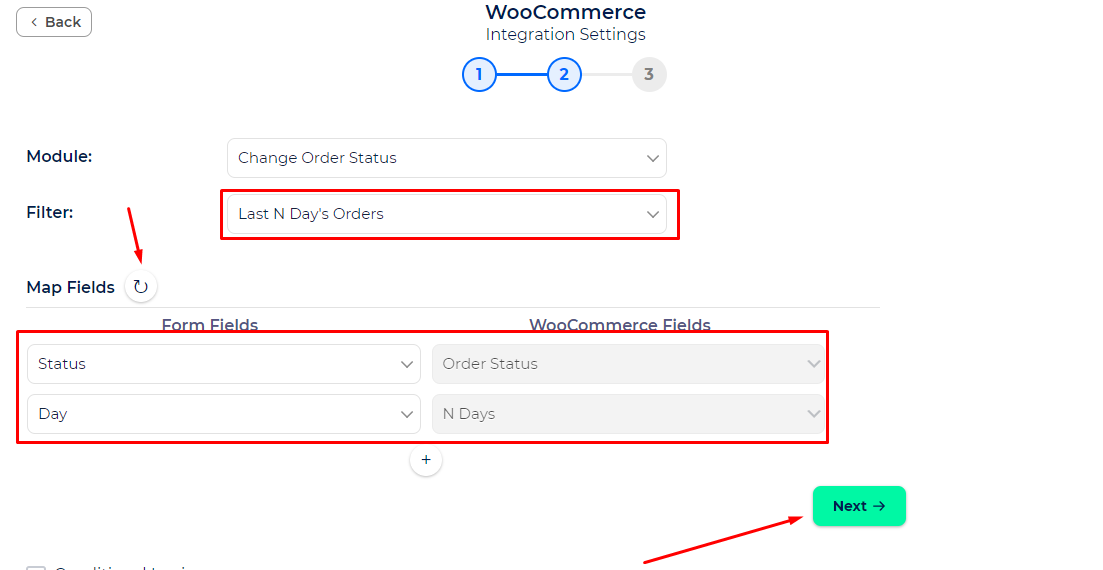 Back
WooCommerce
Integration Settings
1 2 3
Module: Change Order Status
Filter: Last N Day's Orders
Map Fields
Form Fields WooCommerce Fields
Status Order Status
Day N Days
+
Next